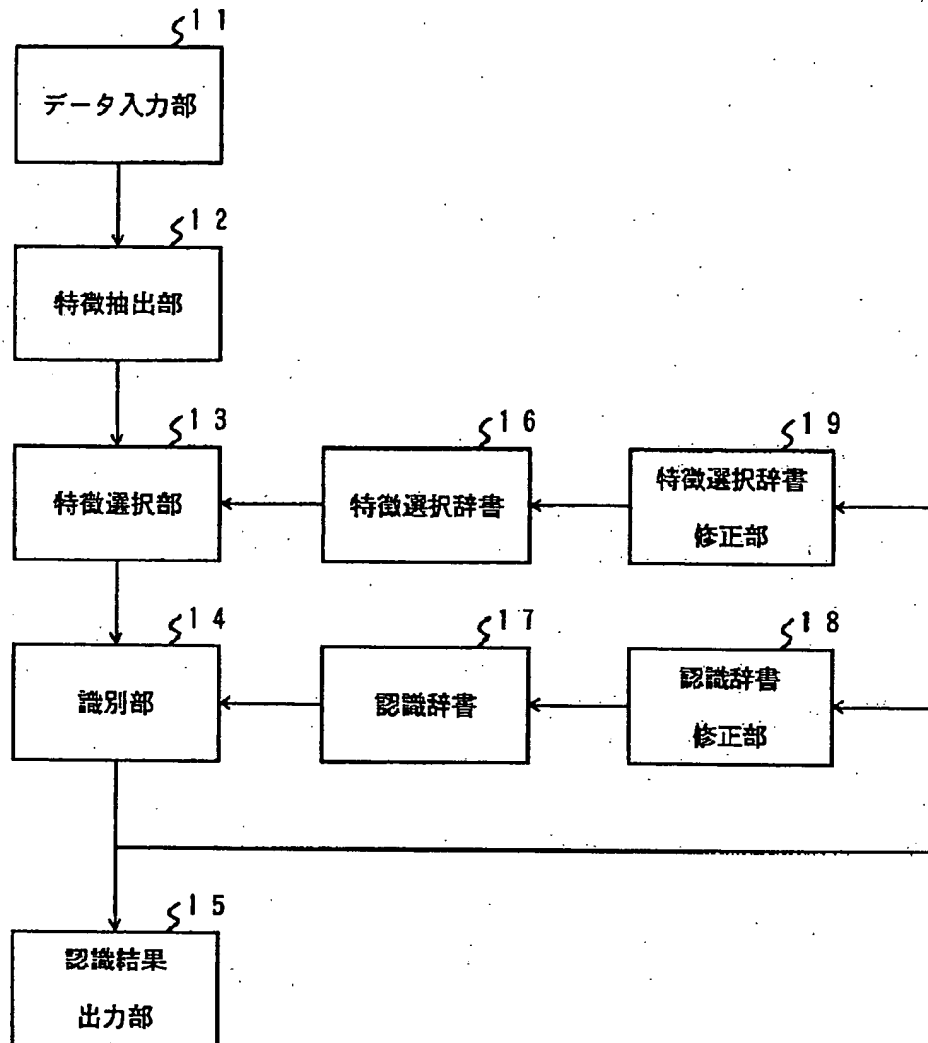 11
データ入力部
12
特徴抽出部
13
特徴選択部
16
特徴選択辞書
19
特徴選択辞書
修正部
14
識別部
17
認識辞書
18
認識辞書
修正部
15
認識結果
出力部